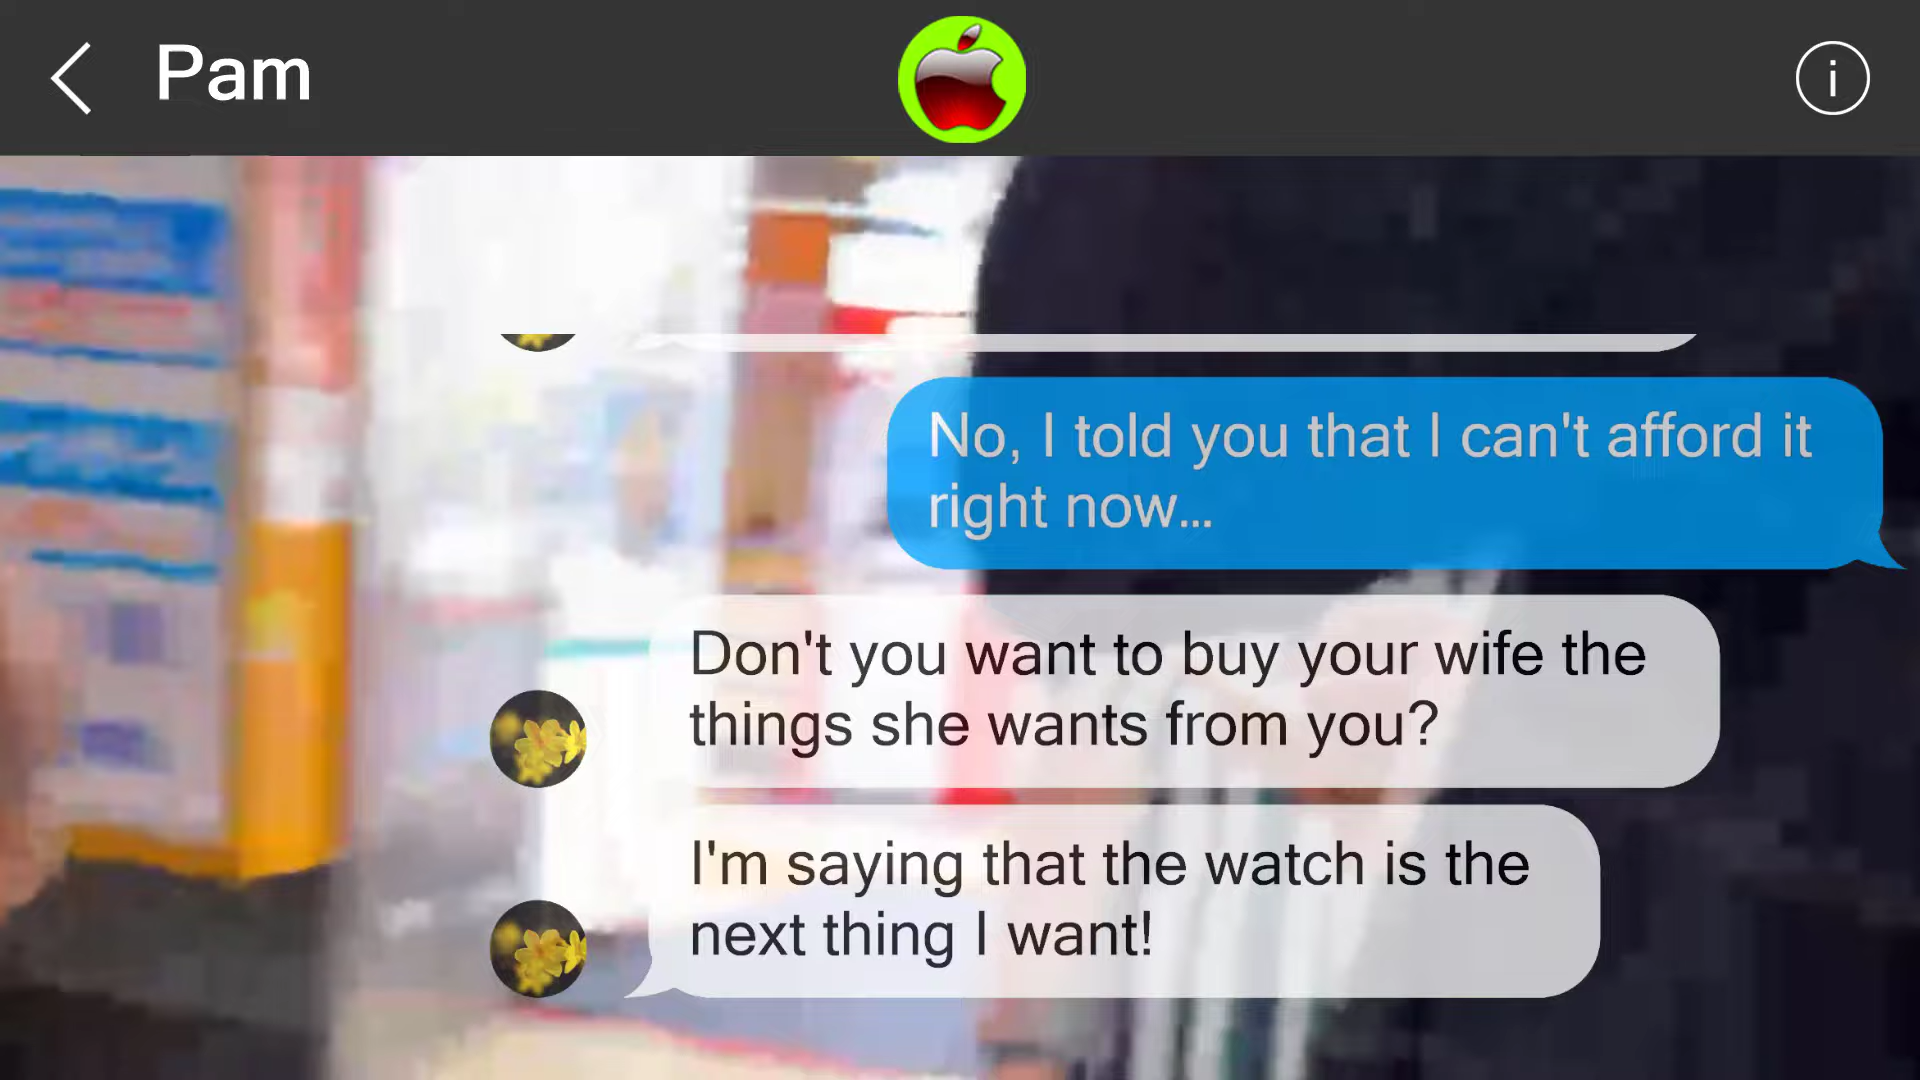 Pam
i
No, I told you that I can't afford it
right now...
Don't you want to buy your wife the
things she wants from you?
I'm saying that the watch is the
next thing I want!